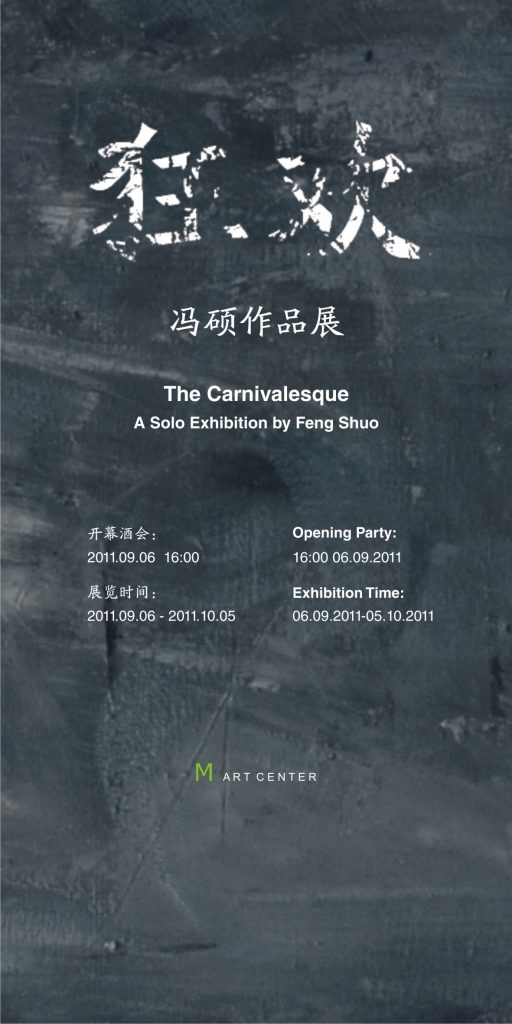 狂欢
冯硕作品展
The Carnivalesque
A Solo Exhibition by Feng Shuo
开幕酒会：
2011.09.06 16:00
展览时间：
2011.09.06 - 2011.10.05
Opening Party:
16:00 06.09.2011
Exhibition Time:
06.09.2011-05.10.2011
M ART CENTER